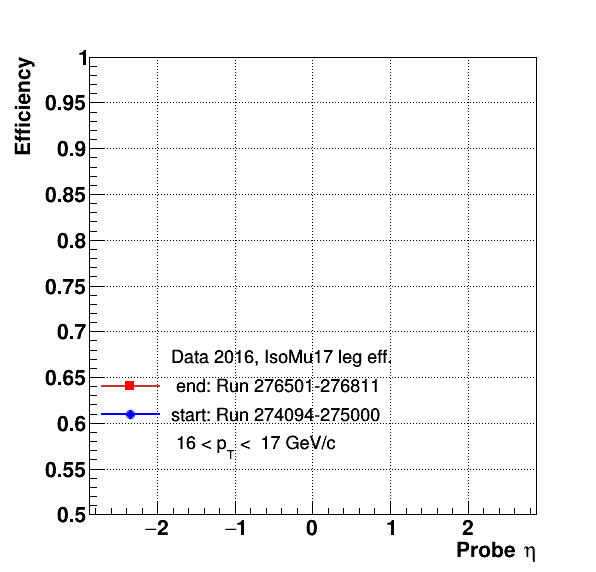 Efficiency
1
0.95
0.9
0.85
0.8
0.75
0.7
0.65
0.6
0.55
0.5
Data 2016, IsoMu17 leg eff.
end: Run 276501-276811
start: Run 274094-275000
16 < p_T < 17 GeV/c
−2 −1 0 1 2
Probe η